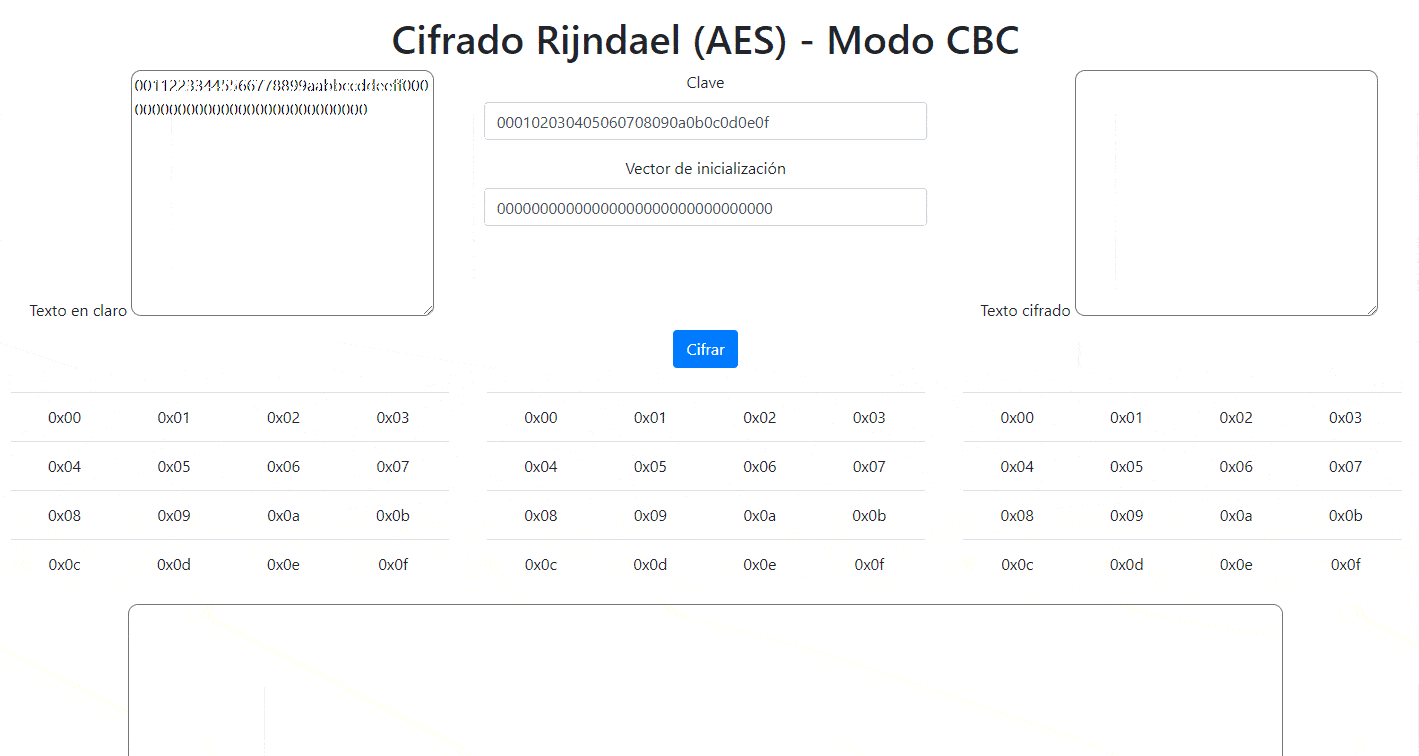 Cifrado Rijndael (AES) - Modo CBC
Clave
00112233445566778899aabbccddeeff000
000000000000000000000000000
000102030405060708090a0b0c0d0e0f
Vector de inicialización
00000000000000000000000000000000
Texto en claro
Texto cifrado
Cifrar
0x00 0x01 0x02 0x03 0x00 0x01 0x02 0x03 0x00 0x01 0x02 0x03
0x04 0x05 0x06 0x07 0x04 0x05 0x06 0x07 0x04 0x05 0x06 0x07
0x08 0x09 0x0a 0x0b 0x08 0x09 0x0a 0x0b 0x08 0x09 0x0a 0x0b
0x0c 0x0d 0x0e 0x0f 0x0c 0x0d 0x0e 0x0f 0x0c 0x0d 0x0e 0x0f